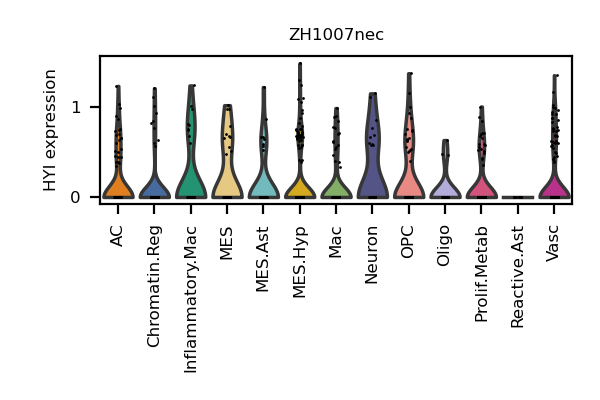 ZH1007nec
HYI expression
1
0
AC
Chromatin.Reg
Inflammatory.Mac
MES
MES.Ast
MES.Hyp
Mac
Neuron
OPC
Oligo
Prolif.Metab
Reactive.Ast
Vasc